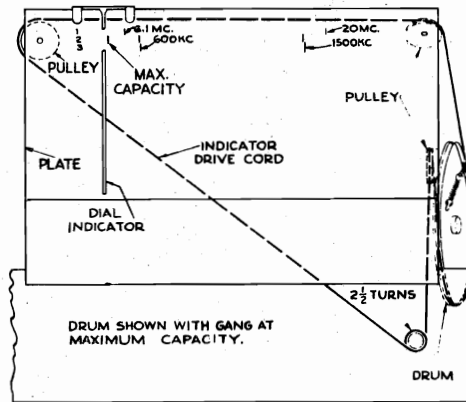 1
2
3
6.1 MC.
600KC
20MC.
1500KC
PULLEY
MAX.
CAPACITY
PULLEY
INDICATOR
DRIVE CORD
PLATE
DIAL
INDICATOR
2½ TURNS
DRUM SHOWN WITH GANG AT
MAXIMUM CAPACITY.
DRUM